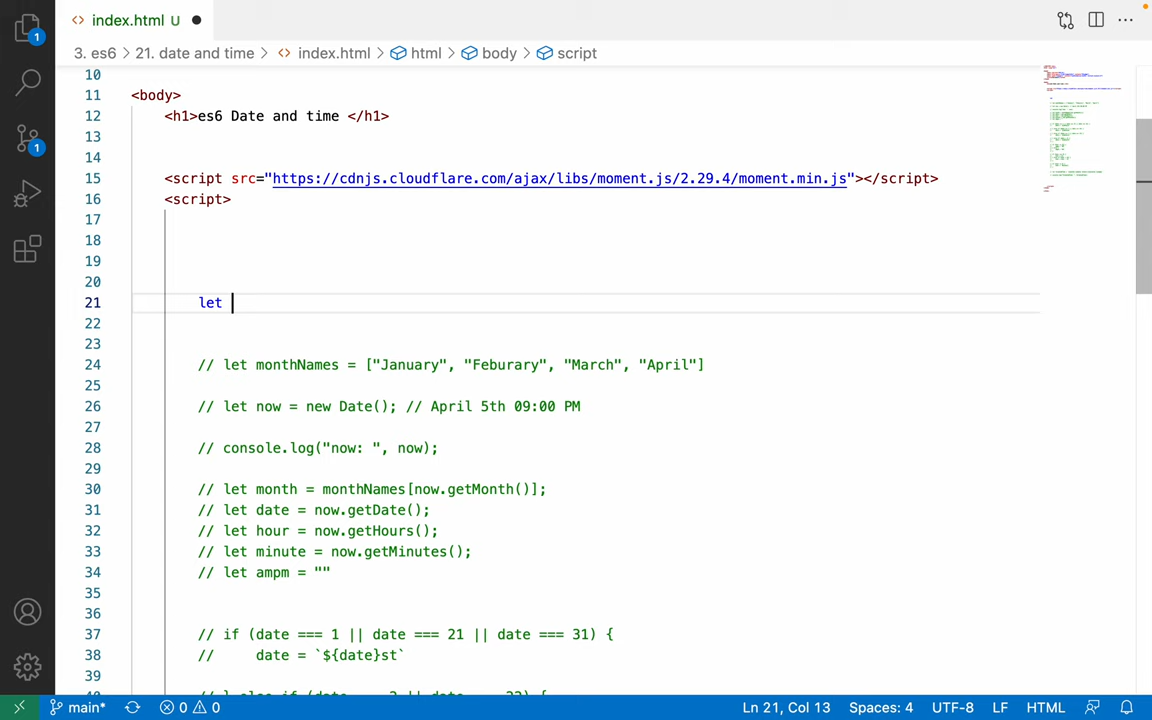 index.html U
1
3. es6 > 21. date and time > index.html > html > body > script
10
11 <body>
12 <h1>es6 Date and time </h1>
13
14
15 <script src="https://cdnjs.cloudflare.com/ajax/libs/moment.js/2.29.4/moment.min.js"></script>
16 <script>
17
18
19
20
21 let
22
23
24 // let monthNames = ["January", "Feburary", "March", "April"]
25
26 // let now = new Date(); // April 5th 09:00 PM
27
28 // console.log("now: ", now);
29
30 // let month = monthNames[now.getMonth()];
31 // let date = now.getDate();
32 // let hour = now.getHours();
33 // let minute = now.getMinutes();
34 // let ampm = ""
35
36
37 // if (date === 1 || date === 21 || date === 31) {
38 //     date = `${date}st`
39
1
main* 0 0 Ln 21, Col 13 Spaces: 4 UTF-8 LF HTML